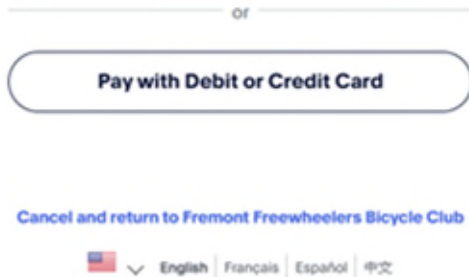 or
Pay with Debit or Credit Card
Cancel and return to Fremont Freewheelers Bicycle Club
English | Français | Español | 中文